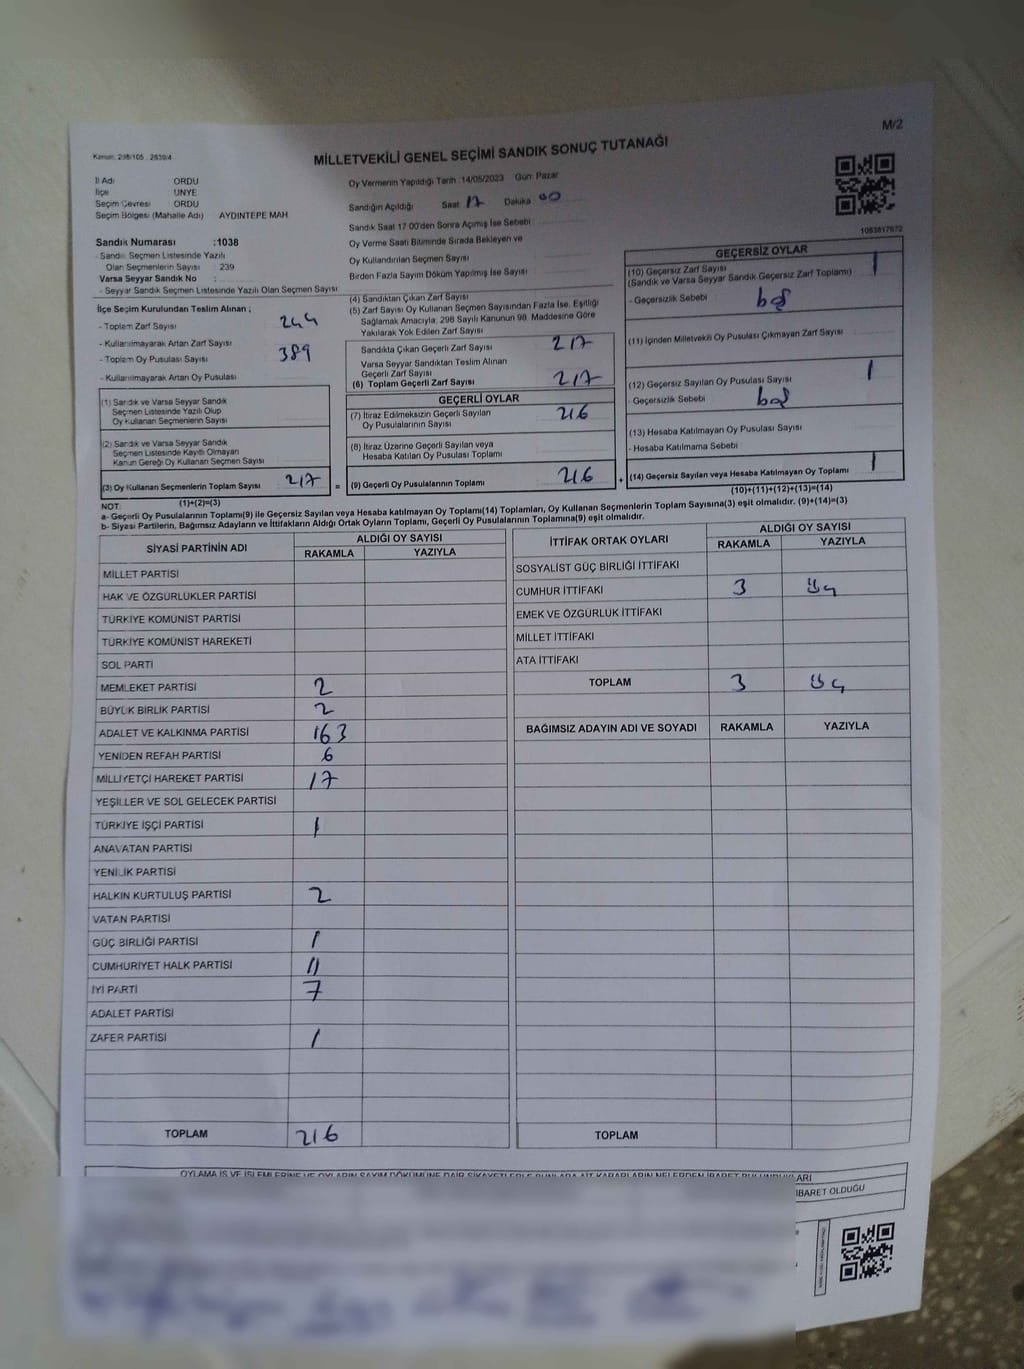 M/2
Kanun: 298/105 , 2839/4
MİLLETVEKİLİ GENEL SEÇİMİ SANDIK SONUÇ TUTANAĞI
İl Adı ORDU
İlçe ÜNYE
Seçim Çevresi ORDU
Seçim Bölgesi (Mahalle Adı) AYDINTEPE MAH
Sandık Numarası :1038
- Sandık Seçmen Listesinde Yazılı
Olan Seçmenlerin Sayısı : 239
Varsa Seyyar Sandık No :
- Seyyar Sandık Seçmen Listesinde Yazılı Olan Seçmen Sayısı
Oy Vermenin Yapıldığı Tarih :14/05/2023 Gün: Pazar
Sandığın Açıldığı Saat 17 Dakika 00
Sandık Saat 17:00'den Sonra Açımış İse Sebebi :
Oy Verme Saati Bitiminde Sırada Bekleyen ve
Oy Kullandırılan Seçmen Sayısı
Birden Fazla Sayım Döküm Yapılmış İse Sayısı
1083817672
İlçe Seçim Kurulundan Teslim Alınan ;
- Toplam Zarf Sayısı 244
- Kullanılmayarak Artan Zarf Sayısı
- Toplam Oy Pusulası Sayısı 389
- Kullanılmayarak Artan Oy Pusulası
(4) Sandıktan Çıkan Zarf Sayısı
(5) Zarf Sayısı Oy Kullanan Seçmen Sayısından Fazla İse, Eşitliği
Sağlamak Amacıyla; 298 Sayılı Kanunun 98. Maddesine Göre
Yakılarak Yok Edilen Zarf Sayısı
Sandıkta Çıkan Geçerli Zarf Sayısı 217
Varsa Seyyar Sandıktan Teslim Alınan
Geçerli Zarf Sayısı
(6) Toplam Geçerli Zarf Sayısı 217
GEÇERSİZ OYLAR
(10) Geçersiz Zarf Sayısı 1
(Sandık ve Varsa Seyyar Sandık Geçersiz Zarf Toplamı)
- Geçersizlik Sebebi boş
(11) İçinden Milletvekili Oy Pusulası Çıkmayan Zarf Sayısı
(12) Geçersiz Sayılan Oy Pusulası Sayısı 1
- Geçersizlik Sebebi boş
(13) Hesaba Katılmayan Oy Pusulası Sayısı
- Hesaba Katılmama Sebebi
(14) Geçersiz Sayılan veya Hesaba Katılmayan Oy Toplamı 1
(10)+(11)+(12)+(13)=(14)
(1) Sandık ve Varsa Seyyar Sandık
Seçmen Listesinde Yazılı Olup
Oy Kullanan Seçmenlerin Sayısı
(2) Sandık ve Varsa Seyyar Sandık
Seçmen Listesinde Kayıtlı Olmayan
Kanun Gereği Oy Kullanan Seçmen Sayısı
(3) Oy Kullanan Seçmenlerin Toplam Sayısı 217 =
(1)+(2)=(3)
GEÇERLİ OYLAR
(7) İtiraz Edilmeksizin Geçerli Sayılan
Oy Pusulalarının Sayısı 216
(8) İtiraz Üzerine Geçerli Sayılan veya
Hesaba Katılan Oy Pusulası Toplamı
(9) Geçerli Oy Pusulalarının Toplamı 216 +
NOT:
a- Geçerli Oy Pusulalarının Toplamı(9) ile Geçersiz Sayılan veya Hesaba katılmayan Oy Toplamı(14) Toplamları, Oy Kullanan Seçmenlerin Toplam Sayısına(3) eşit olmalıdır. (9)+(14)=(3)
b- Siyasi Partilerin, Bağımsız Adayların ve İttifakların Aldığı Ortak Oyların Toplamı, Geçerli Oy Pusulalarının Toplamına(9) eşit olmalıdır.
SİYASİ PARTİNİN ADI ALDIĞI OY SAYISI
RAKAMLA YAZIYLA
MİLLET PARTİSİ
HAK VE ÖZGÜRLÜKLER PARTİSİ
TÜRKİYE KOMÜNİST PARTİSİ
TÜRKİYE KOMÜNİST HAREKETİ
SOL PARTİ
MEMLEKET PARTİSİ 2
BÜYÜK BİRLİK PARTİSİ 2
ADALET VE KALKINMA PARTİSİ 163
YENİDEN REFAH PARTİSİ 6
MİLLİYETÇİ HAREKET PARTİSİ 17
YEŞİLLER VE SOL GELECEK PARTİSİ
TÜRKİYE İŞÇİ PARTİSİ 1
ANAVATAN PARTİSİ
YENİLİK PARTİSİ
HALKIN KURTULUŞ PARTİSİ 2
VATAN PARTİSİ
GÜÇ BİRLİĞİ PARTİSİ 1
CUMHURİYET HALK PARTİSİ 11
İYİ PARTİ 7
ADALET PARTİSİ
ZAFER PARTİSİ 1
TOPLAM 216
İTTİFAK ORTAK OYLARI ALDIĞI OY SAYISI
RAKAMLA YAZIYLA
SOSYALİST GÜÇ BİRLİĞİ İTTİFAKI
CUMHUR İTTİFAKI 3 Üç
EMEK VE ÖZGÜRLÜK İTTİFAKI
MİLLET İTTİFAKI
ATA İTTİFAKI
TOPLAM 3 Üç
BAĞIMSIZ ADAYIN ADI VE SOYADI RAKAMLA YAZIYLA
TOPLAM
OYLAMA İŞ VE İŞLEMLERİNE VE OYLARIN SAYIM DÖKÜMÜNE DAİR ŞİKAYETLERLE BUNLARA AİT KARARLARIN NELERDEN İBARET BULUNDUKLARI
İBARET OLDUĞU